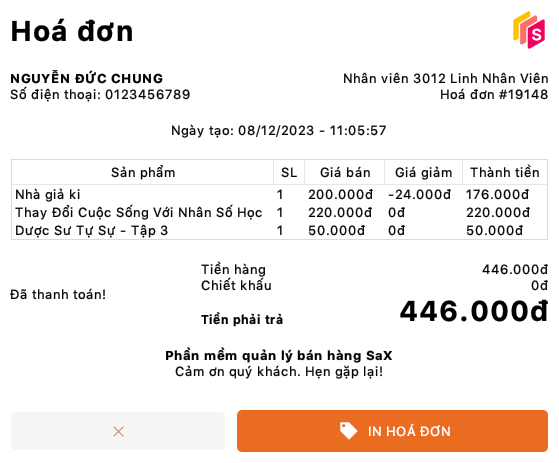 Hoá đơn
S
NGUYỄN ĐỨC CHUNG
Số điện thoại: 0123456789
Nhân viên 3012 Linh Nhân Viên
Hoá đơn #19148
Ngày tạo: 08/12/2023 - 11:05:57
Sản phẩm SL Giá bán Giá giảm Thành tiền
Nhà giả ki 1 200.000đ -24.000đ 176.000đ
Thay Đổi Cuộc Sống Với Nhân Số Học 1 220.000đ 0đ 220.000đ
Dược Sư Tự Sự - Tập 3 1 50.000đ 0đ 50.000đ
Đã thanh toán!
Tiền hàng 446.000đ
Chiết khấu 0đ
Tiền phải trả 446.000đ
Phần mềm quản lý bán hàng SaX
Cảm ơn quý khách. Hẹn gặp lại!
IN HOÁ ĐƠN